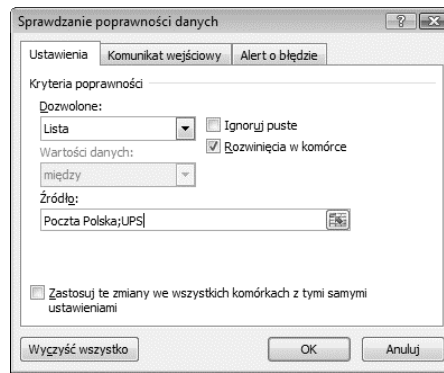 Sprawdzanie poprawności danych
Ustawienia Komunikat wejściowy Alert o błędzie
Kryteria poprawności
Dozwolone:
Lista
Ignoruj puste
Rozwinięcia w komórce
Wartości danych:
między
Źródło:
Poczta Polska;UPS
Zastosuj te zmiany we wszystkich komórkach z tymi samymi
ustawieniami
Wyczyść wszystko OK Anuluj